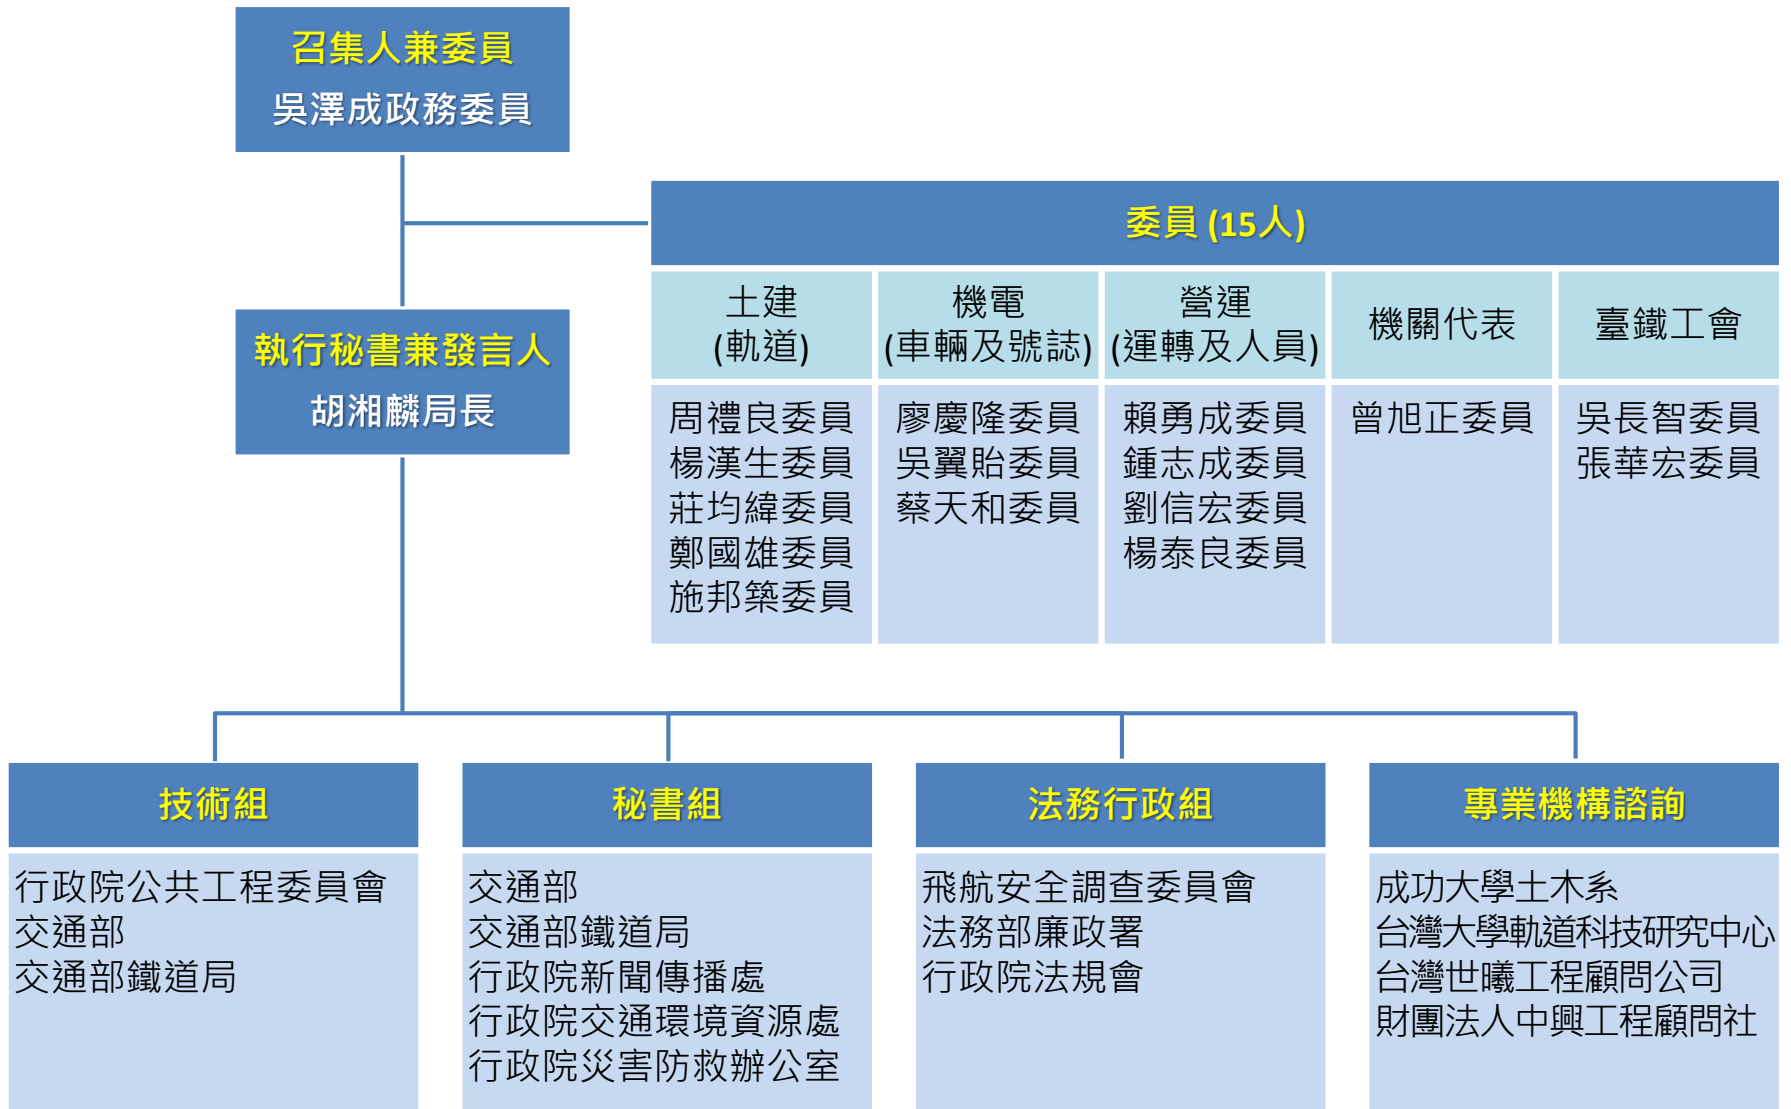 召集人兼委員
吳澤成政務委員
委員 (15人)
土建
(軌道)
機電
(車輛及號誌)
營運
(運轉及人員)
機關代表
臺鐵工會
周禮良委員
楊漢生委員
莊均緯委員
鄭國雄委員
施邦築委員
廖慶隆委員
吳翼貽委員
蔡天和委員
賴勇成委員
鍾志成委員
劉信宏委員
楊泰良委員
曾旭正委員
吳長智委員
張華宏委員
執行秘書兼發言人
胡湘麟局長
技術組
行政院公共工程委員會
交通部
交通部鐵道局
秘書組
交通部
交通部鐵道局
行政院新聞傳播處
行政院交通環境資源處
行政院災害防救辦公室
法務行政組
飛航安全調查委員會
法務部廉政署
行政院法規會
專業機構諮詢
成功大學土木系
台灣大學軌道科技研究中心
台灣世曦工程顧問公司
財團法人中興工程顧問社